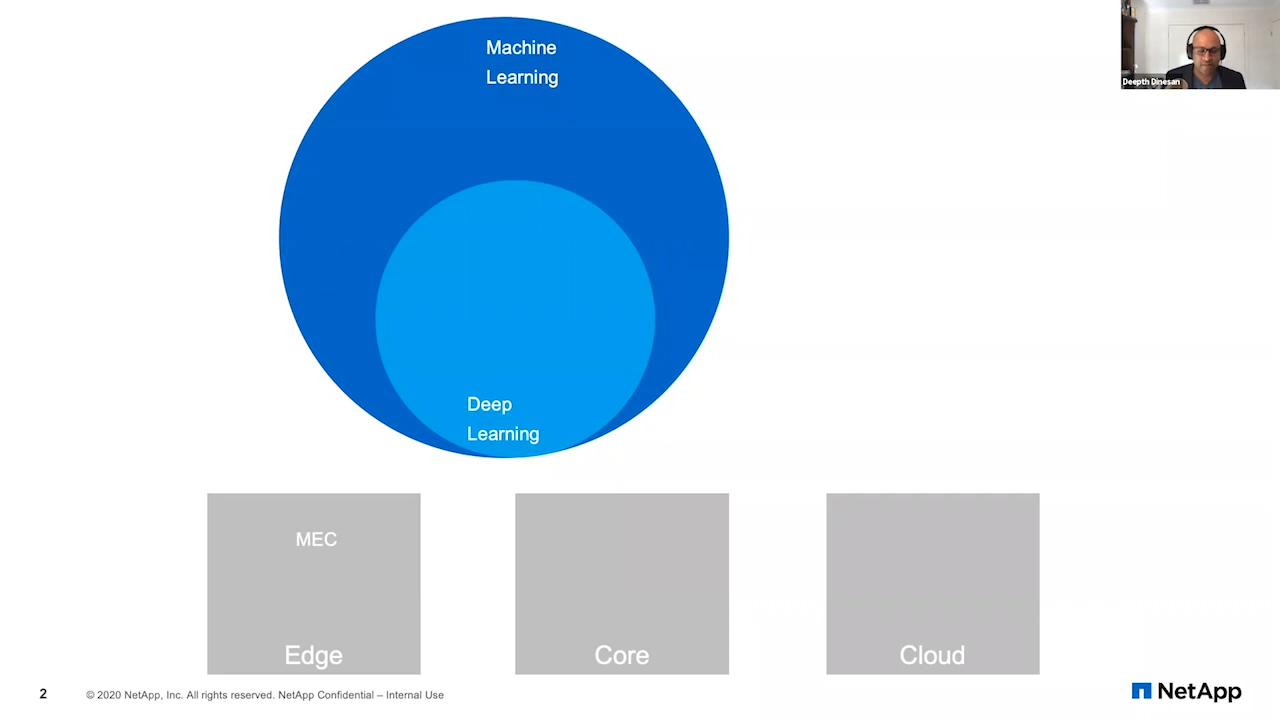 Machine
Learning
Deepth Dinesan
Deep
Learning
MEC
Edge
Core
Cloud
2
© 2020 NetApp, Inc. All rights reserved. NetApp Confidential – Internal Use
NetApp